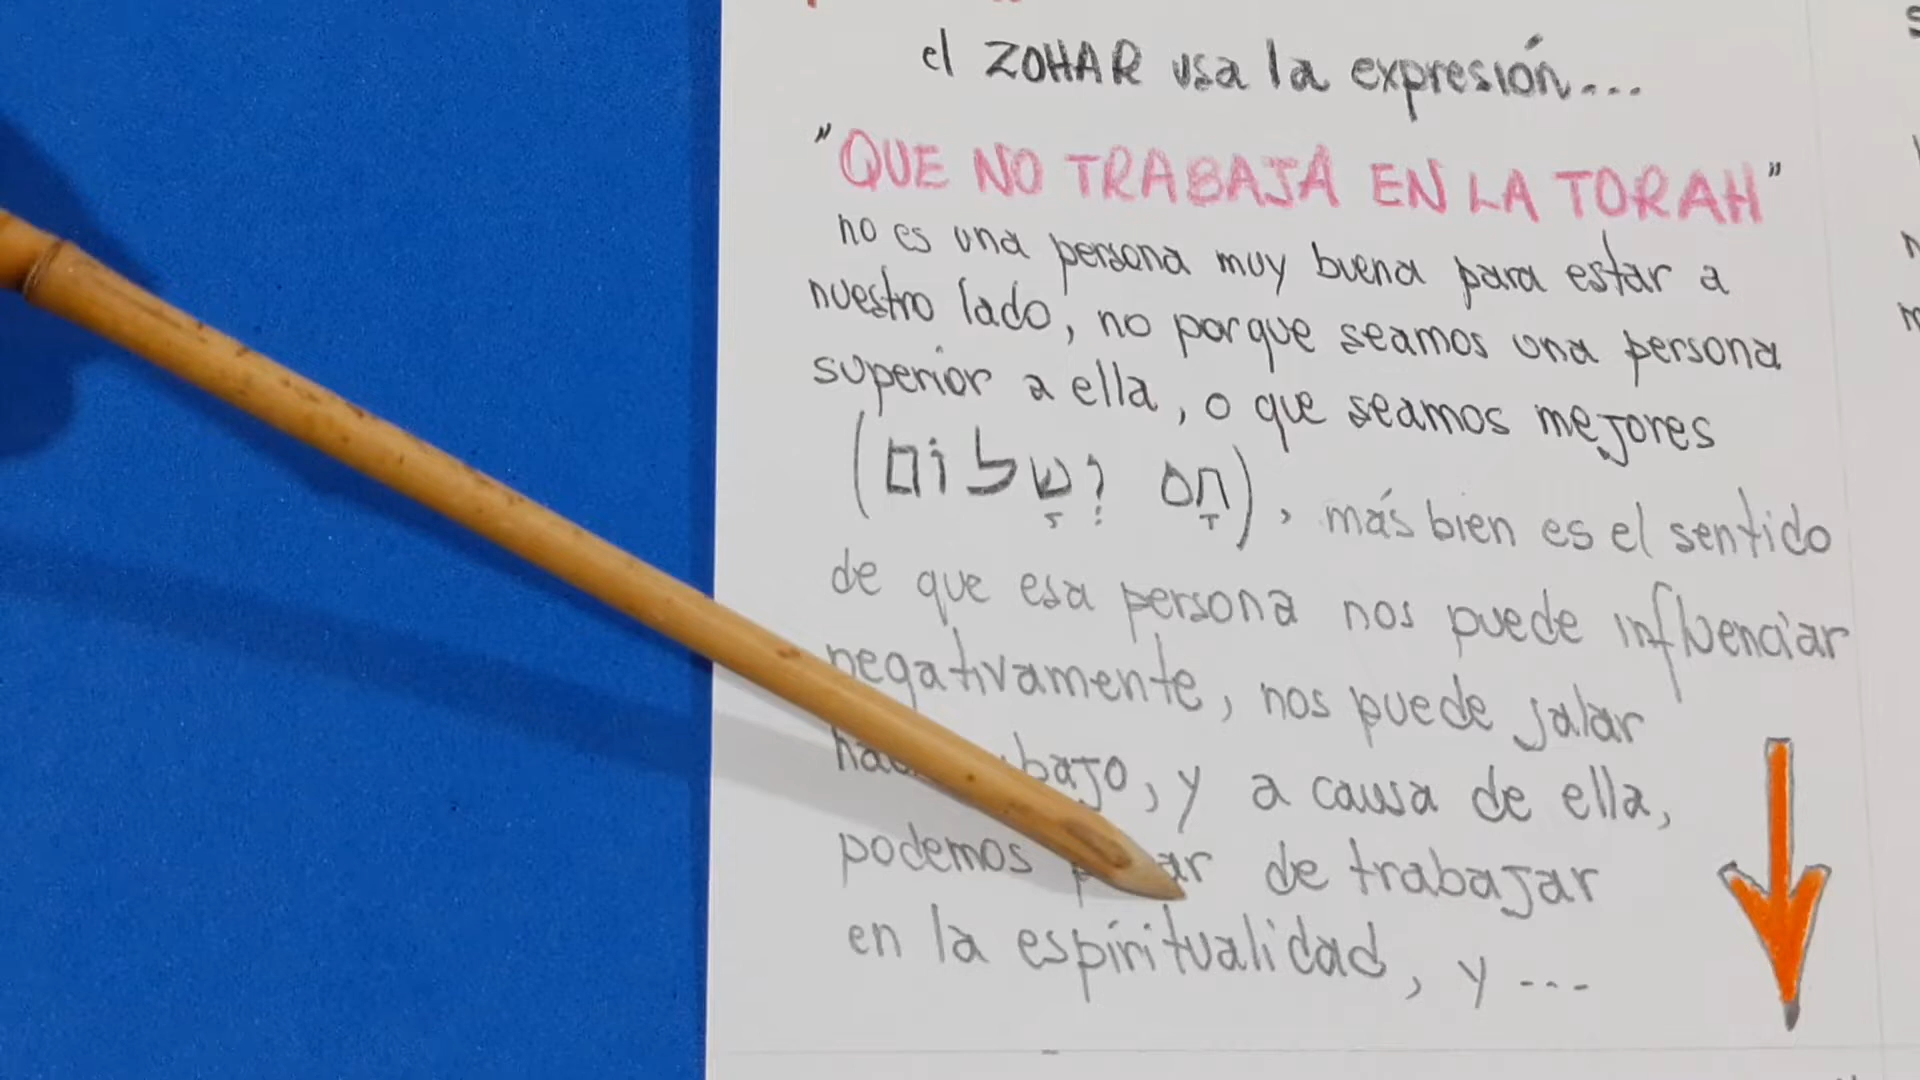 el ZOHAR usa la expresión...
"QUE NO TRABAJA EN LA TORAH"
no es una persona muy buena para estar a
nuestro lado, no porque seamos una persona
superior a ella, o que seamos mejores
(חַס וְשָׁלוֹם), más bien es el sentido
de que esa persona nos puede influenciar
negativamente, nos puede jalar
y a causa de ella,
podemos de trabajar
en la espiritualidad, y ...